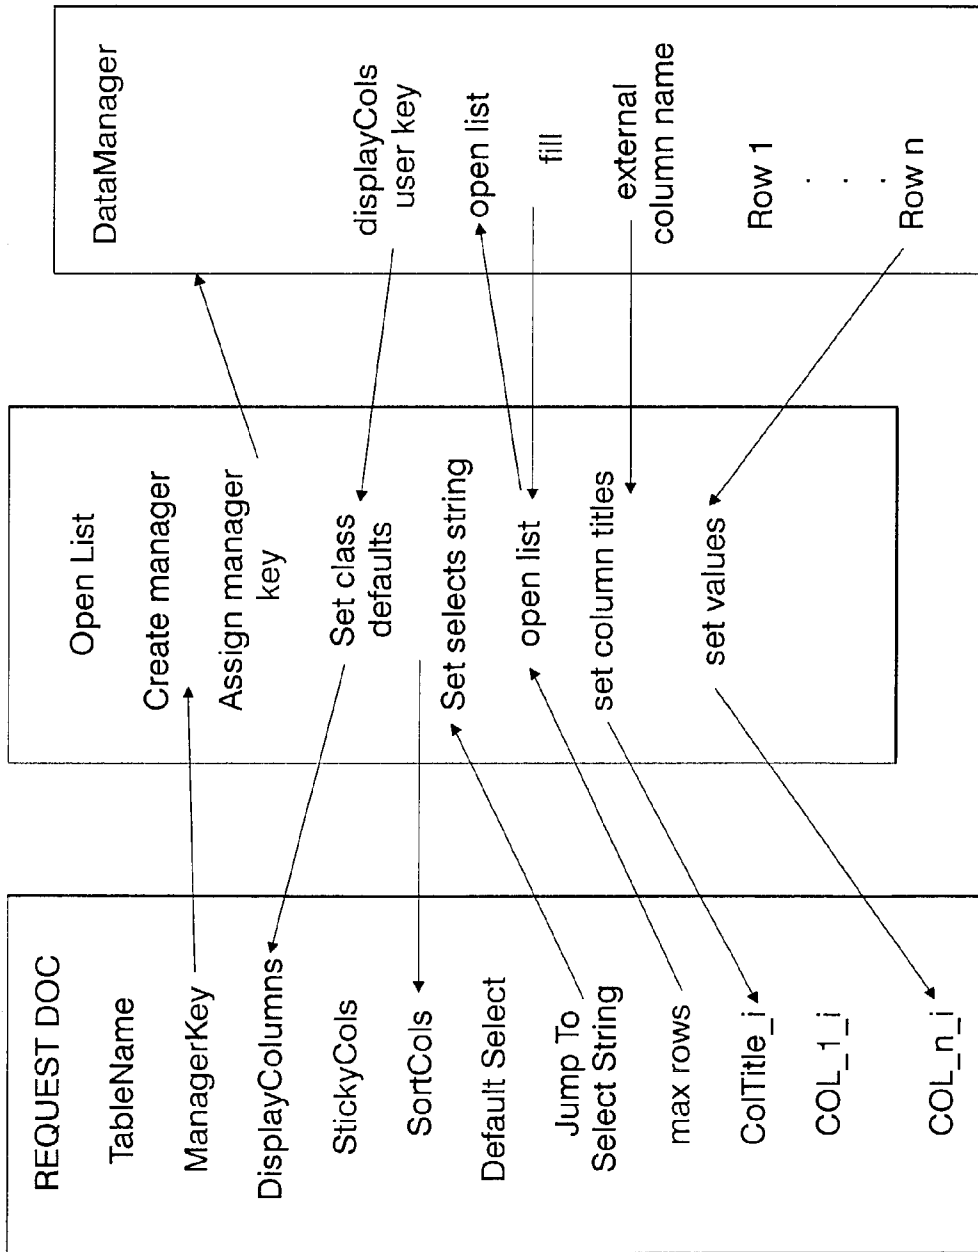 REQUEST DOC
TableName
ManagerKey
DisplayColumns
StickyCols
SortCols
Default Select
Jump To
Select String
max rows
ColTitle_i
COL_1_i
COL_n_i
Open List
Create manager
Assign manager
key
Set class
defaults
Set selects string
open list
set column titles
set values
DataManager
displayCols
user key
open list
fill
external
column name
Row 1
.
.
.
Row n